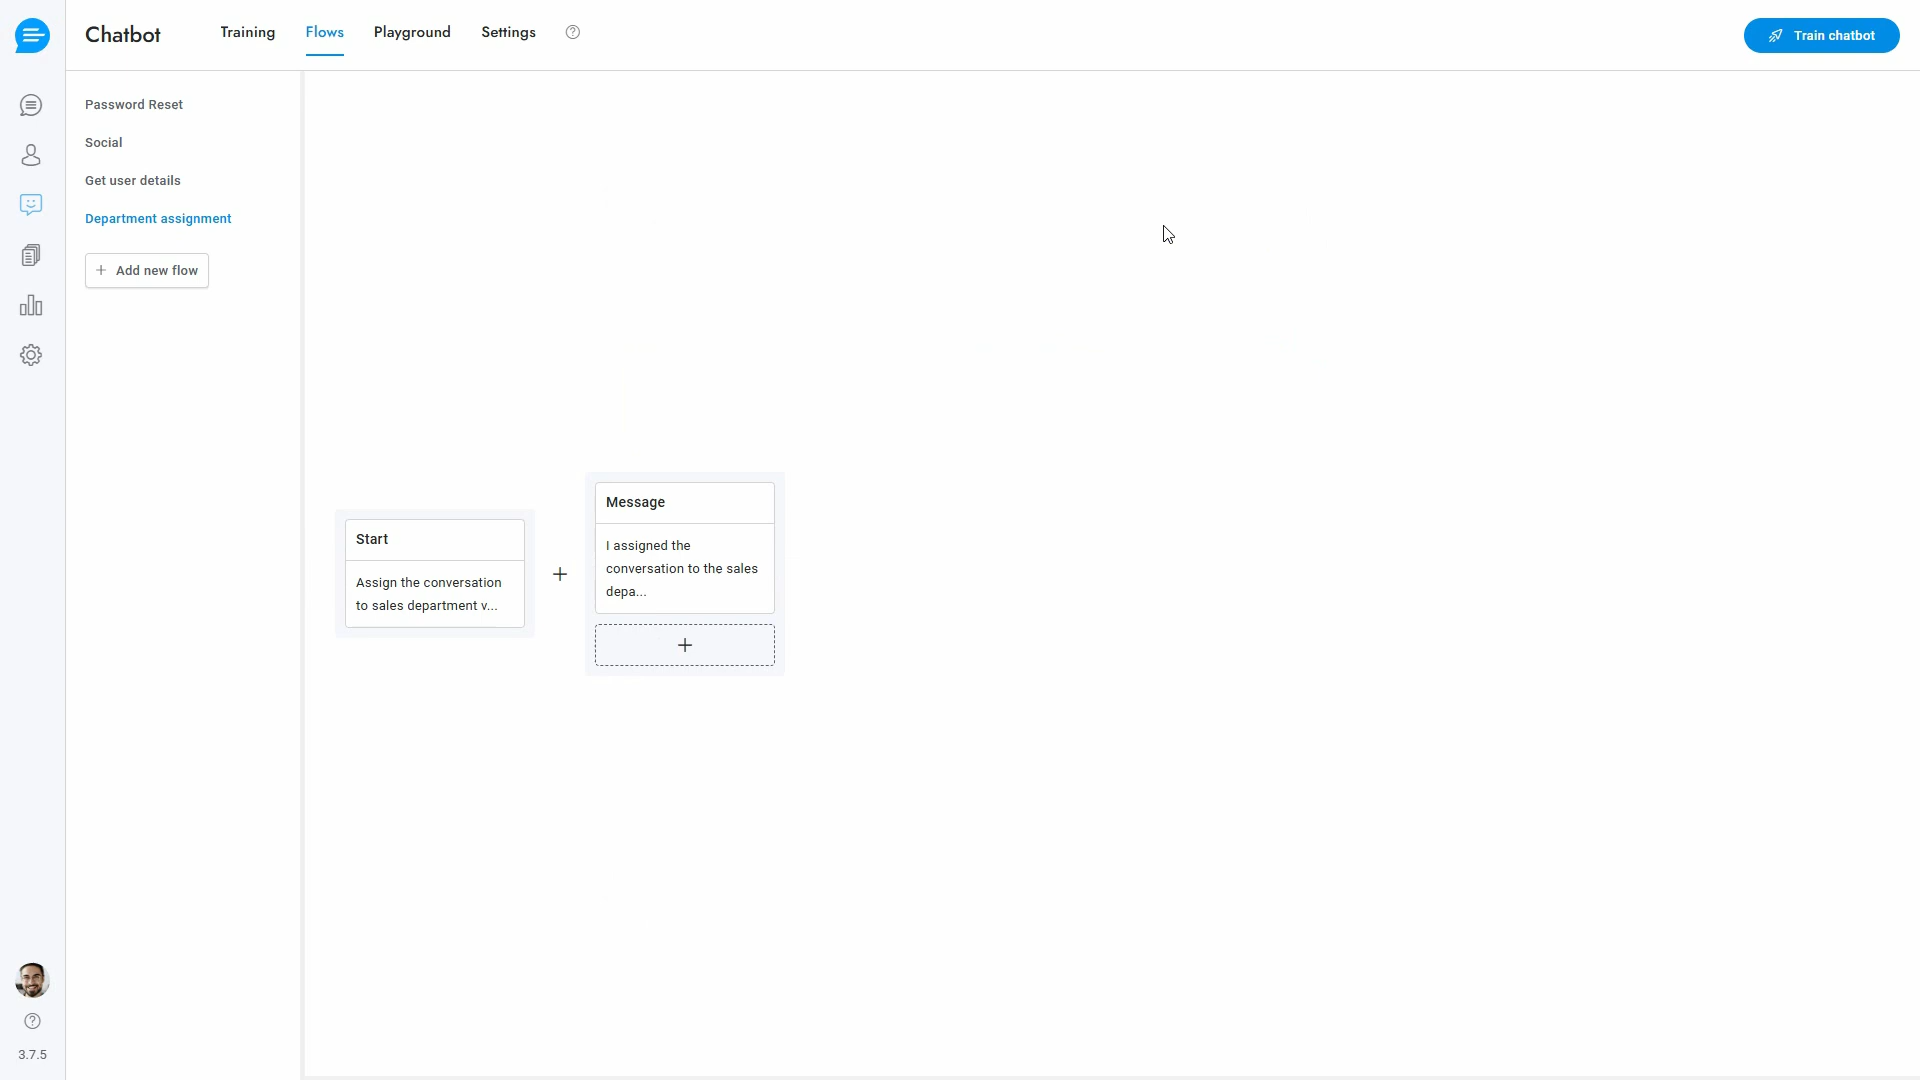 Chatbot
Training
Flows
Playground
Settings
Train chatbot
Password Reset
Social
Get user details
Department assignment
Add new flow
Start
Assign the conversation
to sales department v...
Message
I assigned the
conversation to the sales
depa...
3.7.5